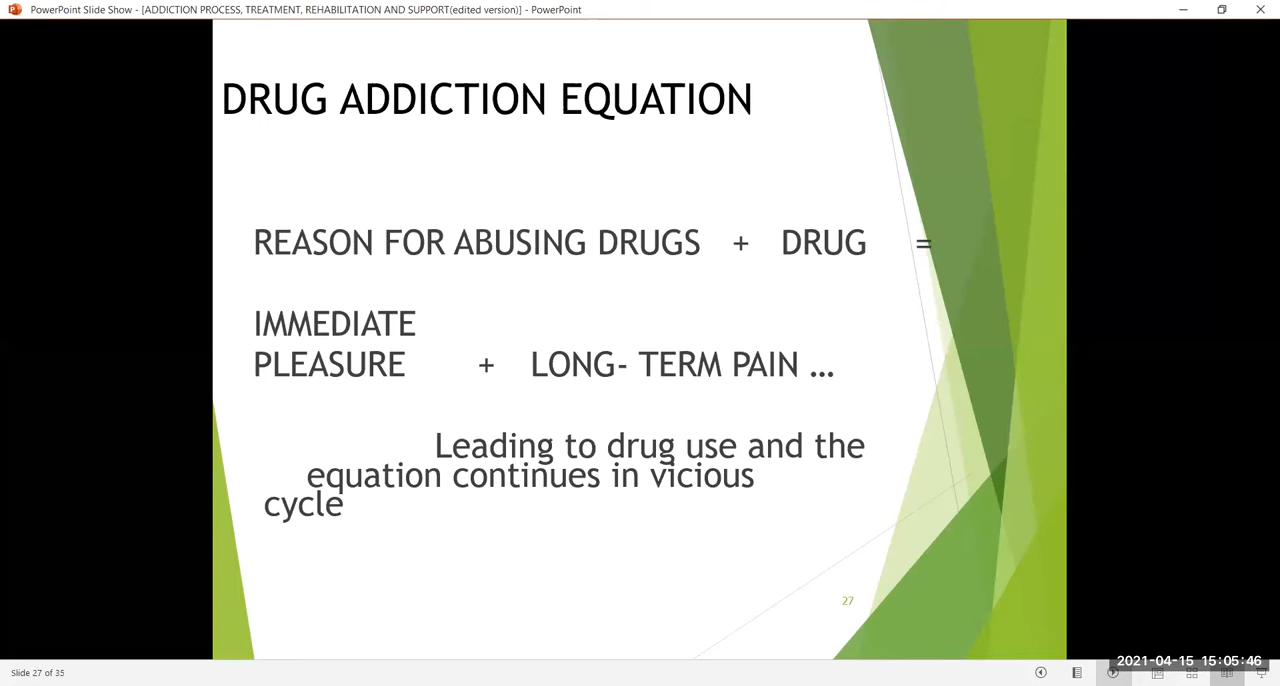 PowerPoint Slide Show - [ADDICTION PROCESS, TREATMENT, REHABILITATION AND SUPPORT(edited version)] - PowerPoint
DRUG ADDICTION EQUATION
REASON FOR ABUSING DRUGS + DRUG =
IMMEDIATE
PLEASURE + LONG- TERM PAIN ...
Leading to drug use and the
equation continues in vicious
cycle
27
2021-04-15 15:05:46
Slide 27 of 35